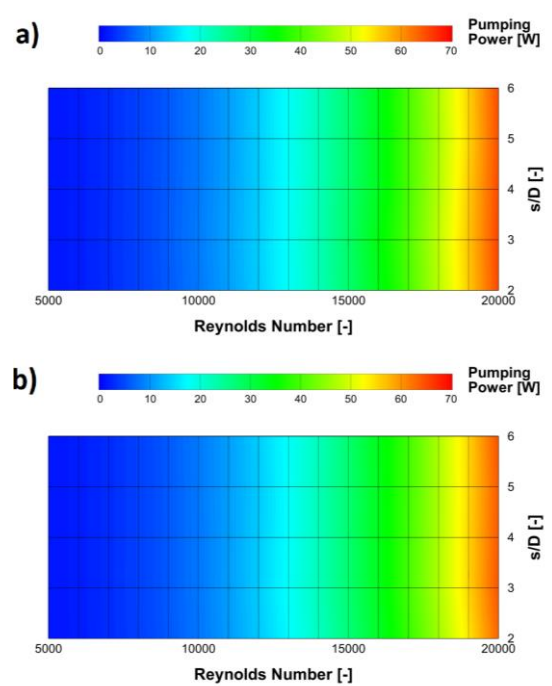 a)
Pumping
Power [W]
0 10 20 30 40 50 60 70
6
5
4
3
2
s/D [-]
5000 10000 15000 20000
Reynolds Number [-]
b)
Pumping
Power [W]
0 10 20 30 40 50 60 70
6
5
4
3
2
s/D [-]
5000 10000 15000 20000
Reynolds Number [-]